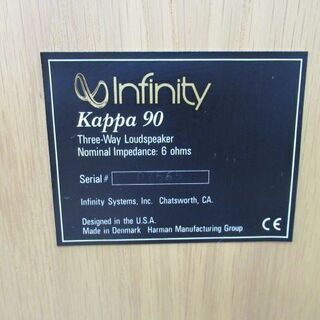 Infinity
Kappa 90
Three-Way Loudspeaker
Nominal Impedance: 6 ohms
Serial #
Infinity Systems, Inc. Chatsworth, CA.
Designed in the U.S.A.
Made in Denmark Harman Manufacturing Group CE